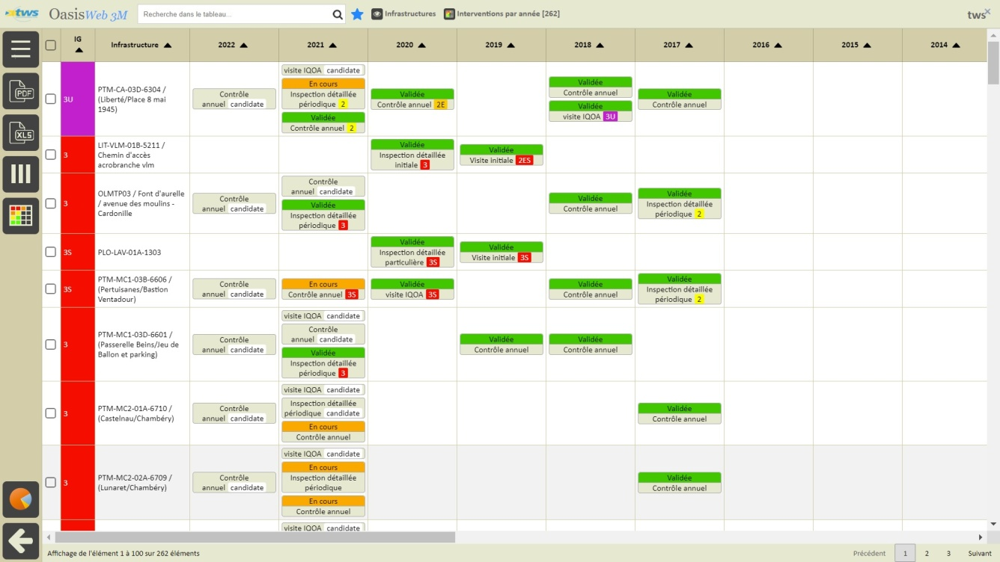 tws OasisWeb 3M Recherche dans le tableau... Infrastructures Interventions par année [262] tws
IG Infrastructure 2022 2021 2020 2019 2018 2017 2016 2015 2014
PDF
XLS
3U
PTM-CA-03D-6304 /
(Liberté/Place 8 mai
1945)
Contrôle
annuel candidate
visite IQOA candidate
En cours
Inspection détaillée
périodique 2
Validée
Contrôle annuel 2
Validée
Contrôle annuel 2E
Validée
Contrôle annuel
Validée
visite IQOA 3U
Validée
Contrôle annuel
3
LIT-VLM-01B-5211 /
Chemin d'accès
acrobranche vlm
Validée
Inspection détaillée
initiale 3
Validée
Visite initiale 2ES
3
OLMTP03 / Font d'aurelle
/ avenue des moulins -
Cardonille
Contrôle
annuel candidate
Contrôle
annuel candidate
Validée
Inspection détaillée
périodique 3
Validée
Contrôle annuel
Validée
Inspection détaillée
périodique 2
3S
PLO-LAV-01A-1303
Validée
Inspection détaillée
particulière 3S
Validée
Visite initiale 3S
3S
PTM-MC1-03B-6606 /
(Pertuisanes/Bastion
Ventadour)
Contrôle
annuel candidate
En cours
Contrôle annuel 3S
Validée
visite IQOA 3S
Validée
Contrôle annuel
Validée
Inspection détaillée
périodique 2
3
PTM-MC1-03D-6601 /
(Passerelle Beins/Jeu de
Ballon et parking)
Contrôle
annuel candidate
visite IQOA candidate
Contrôle
annuel candidate
Validée
Inspection détaillée
périodique 3
Validée
Contrôle annuel
Validée
Contrôle annuel
3
PTM-MC2-01A-6710 /
(Castelnau/Chambéry)
Contrôle
annuel candidate
visite IQOA candidate
Inspection détaillée
périodique candidate
En cours
Contrôle annuel
Validée
Contrôle annuel
3
PTM-MC2-02A-6709 /
(Lunaret/Chambéry)
Contrôle
annuel candidate
visite IQOA candidate
En cours
Inspection détaillée
périodique
En cours
Contrôle annuel
Validée
Contrôle annuel
visite IQOA candidate
Affichage de l'élément 1 à 100 sur 262 éléments Précédent 1 2 3 Suivant